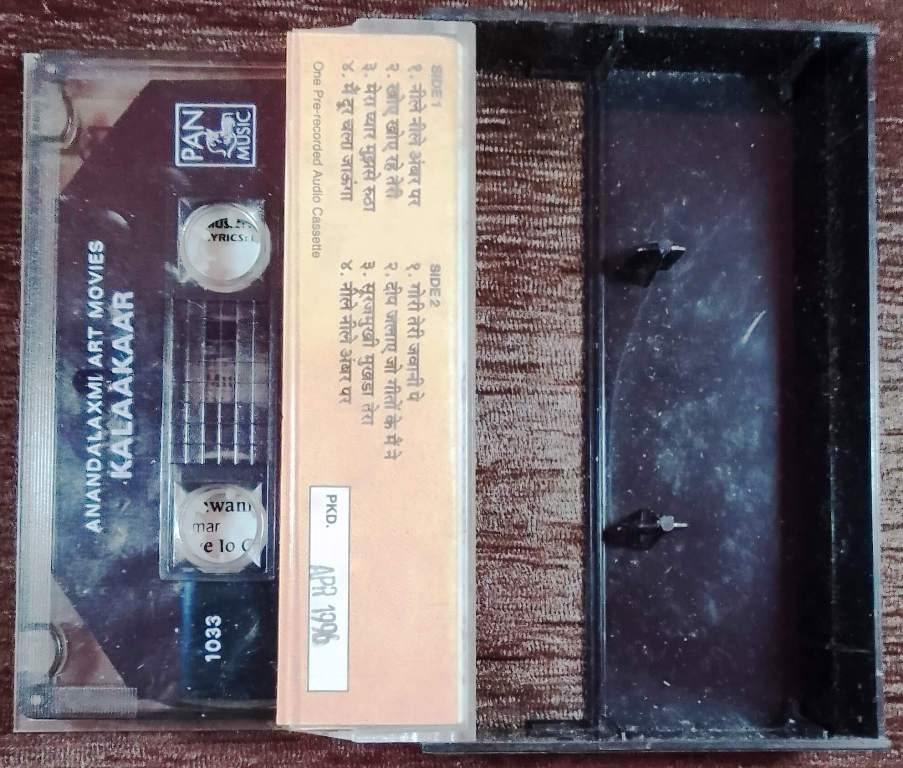 PAN
MUSIC
ANANDALAXMI ART MOVIES
KALAAKAAR
1033
SIDE 1
१. नीले नीले अंबर पर
२. खोए खोए रहे तेरी
३. मेरा प्यार मुझसे रुठा
४. मै दूर चला जाऊंगा
One Pre-recorded Audio Cassette
SIDE 2
१. गोरी तेरी जवानी पे
२. दीप जलाए जो गीतों के मैं ने
३. सूरजमुखी मुखडा तेरा
४. नीले नीले अंबर पर
PKD.
APR 1996